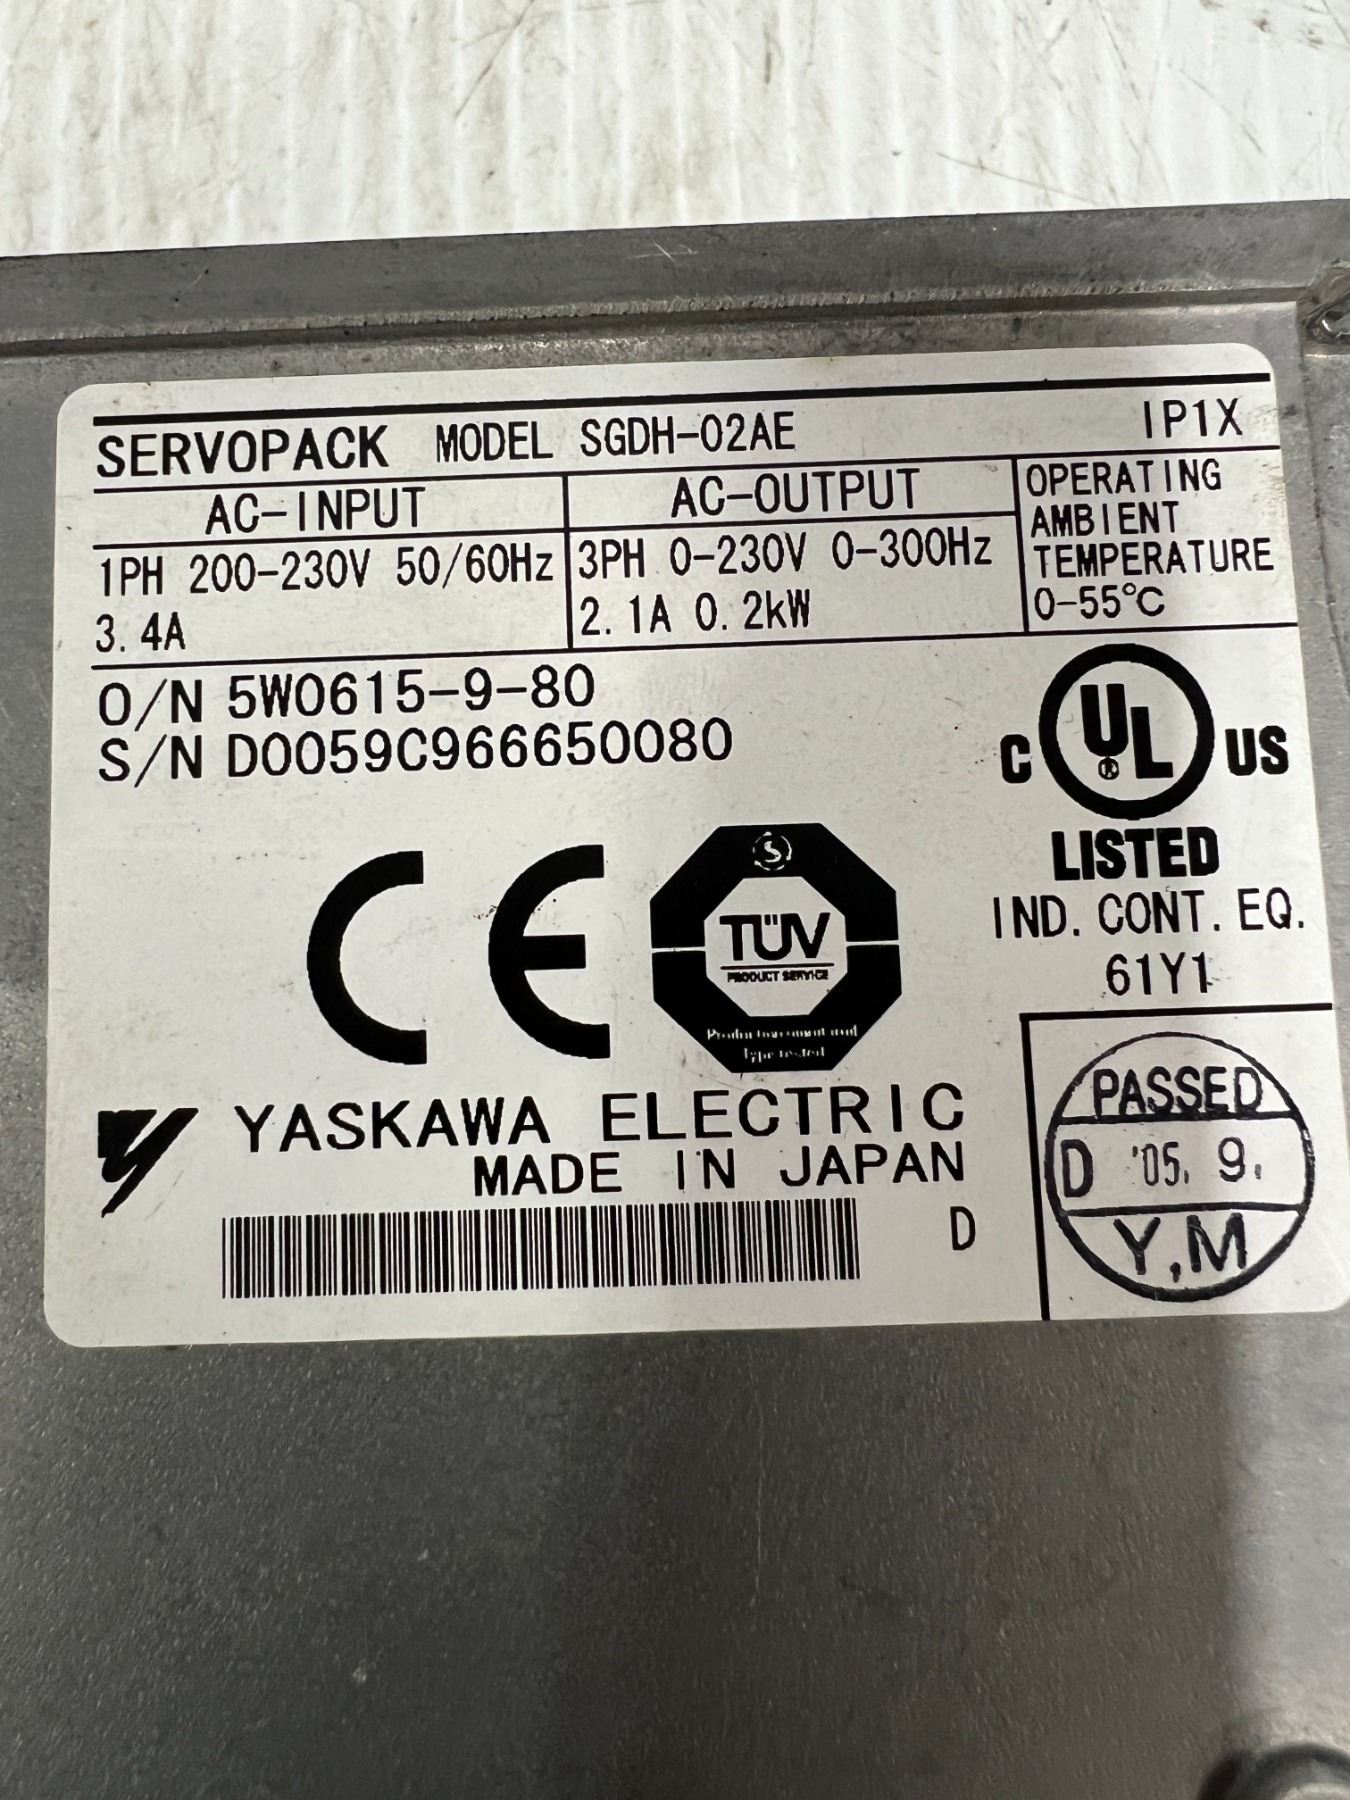 SERVOPACK MODEL SGDH-02AE IP1X
AC-INPUT
1PH 200-230V 50/60Hz
3.4A
AC-OUTPUT
3PH 0-230V 0-300Hz
2.1A 0.2kW
OPERATING
AMBIENT
TEMPERATURE
0-55°C
O/N 5W0615-9-80
S/N D0059C966650080
C UL® US
LISTED
IND. CONT. EQ.
61Y1
CE
S
TÜV
PRODUCT SERVICE
Type tested
YASKAWA ELECTRIC
MADE IN JAPAN
D
PASSED
D '05. 9.
Y,M